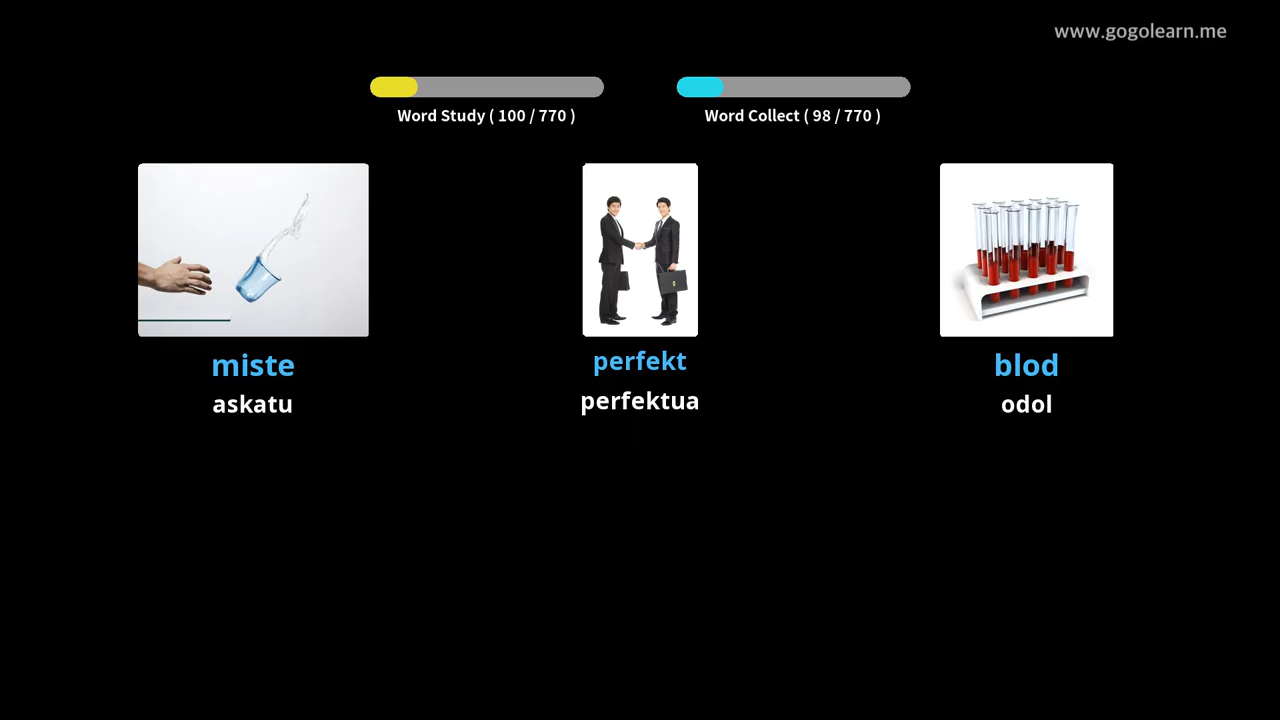 www.gogolearn.me
Word Study ( 100 / 770 )
Word Collect ( 98 / 770 )
miste
askatu
perfekt
perfektua
blod
odol